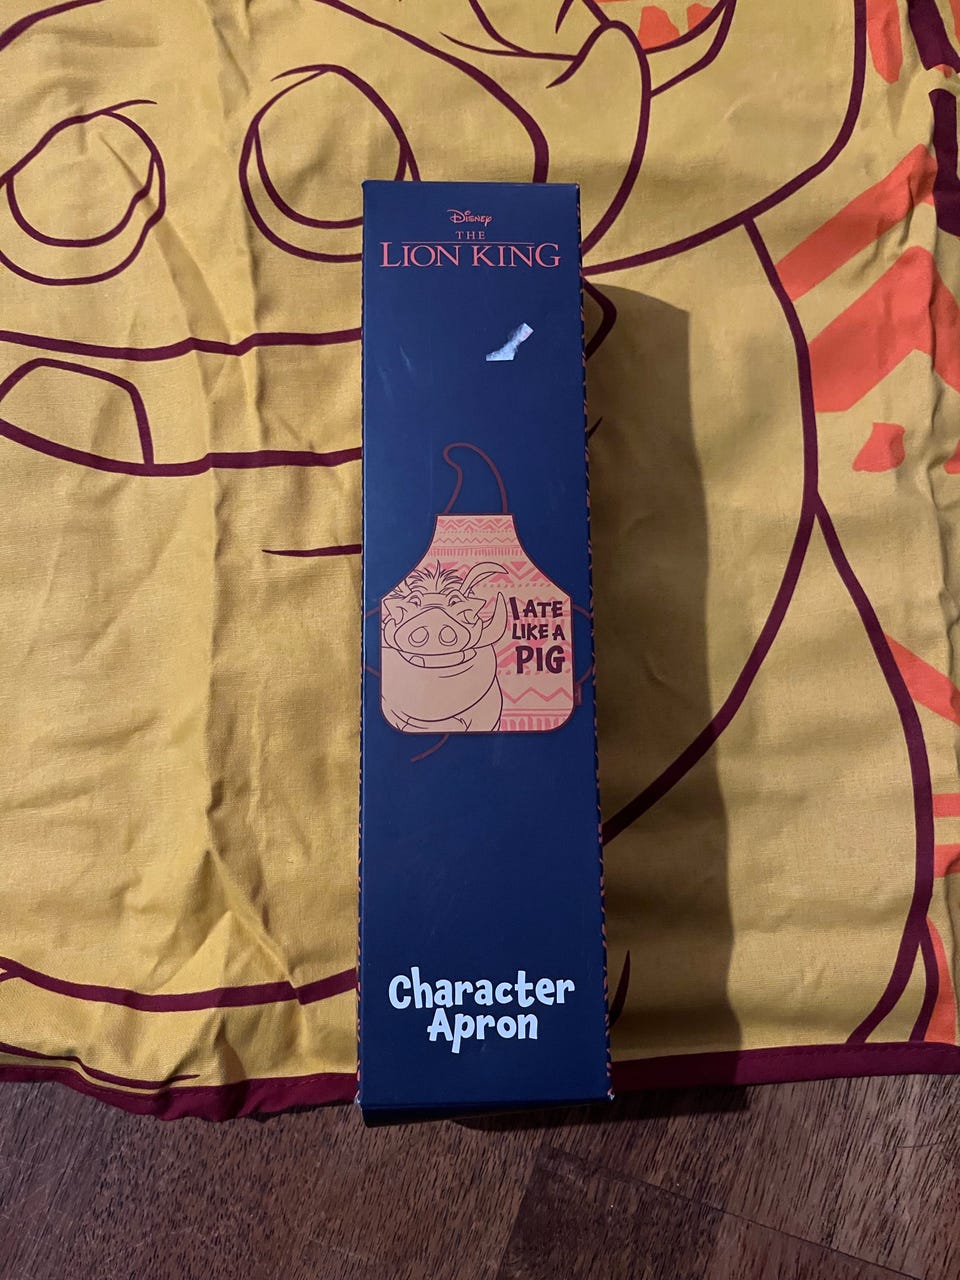 Disney
THE
LION KING
I ATE
LIKE A
PIG
Character
Apron